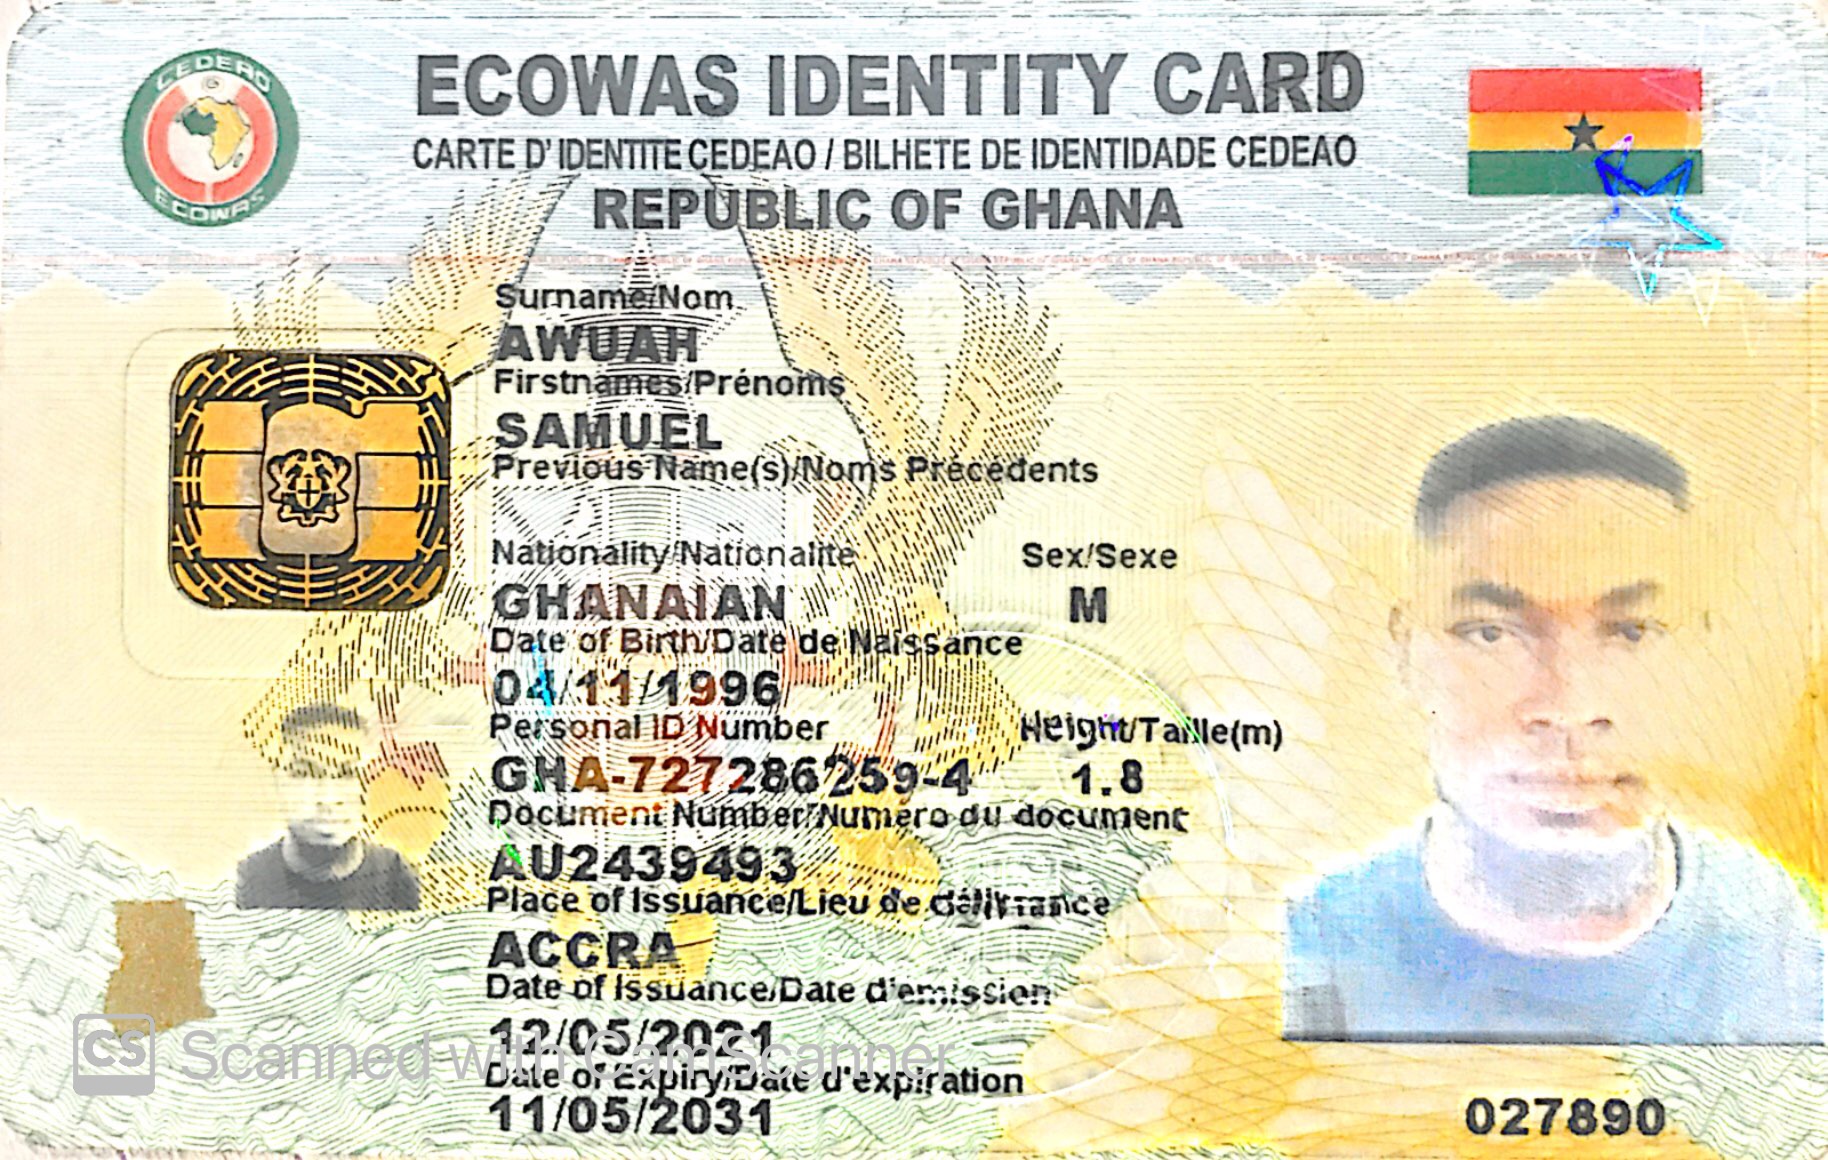 CEDEAO
ECOWAS
ECOWAS IDENTITY CARD
CARTE D'IDENTITE CEDEAO / BILHETE DE IDENTIDADE CEDEAO
REPUBLIC OF GHANA
Surname/Nom
AWUAH
Firstnames/Prénoms
SAMUEL
Previous Name(s)/Noms Précédents
Nationality/Nationalite Sex/Sexe
GHANAIAN M
Date of Birth/Date de Naissance
04/11/1996
Personal ID Number Height/Taille(m)
GHA-727286259-4 1.8
Document Number/Numero du document
AU2439493
Place of Issuance/Lieu de délivrance
ACCRA
Date of Issuance/Date d'emission
12/05/2021
CS Scanned with CamScanner
Date of Expiry/Date d'expiration
11/05/2031
027890